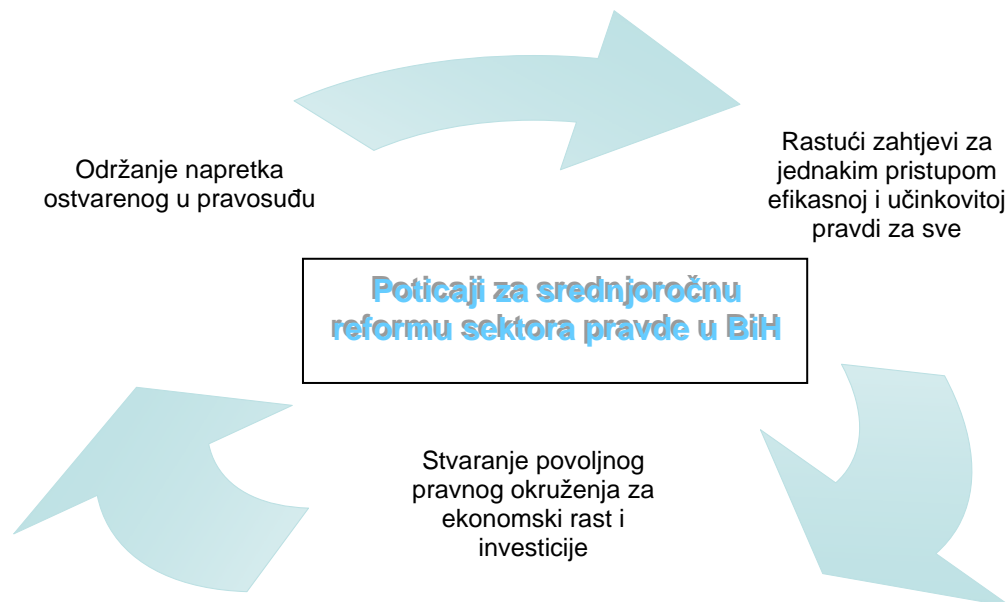 Održanje napretka
ostvarenog u pravosuđu
Rastući zahtjevi za
jednakim pristupom
efikasnoj i učinkovitoj
pravdi za sve
Poticaji za srednjoročnu
reformu sektora pravde u BiH
Stvaranje povoljnog
pravnog okruženja za
ekonomski rast i
investicije